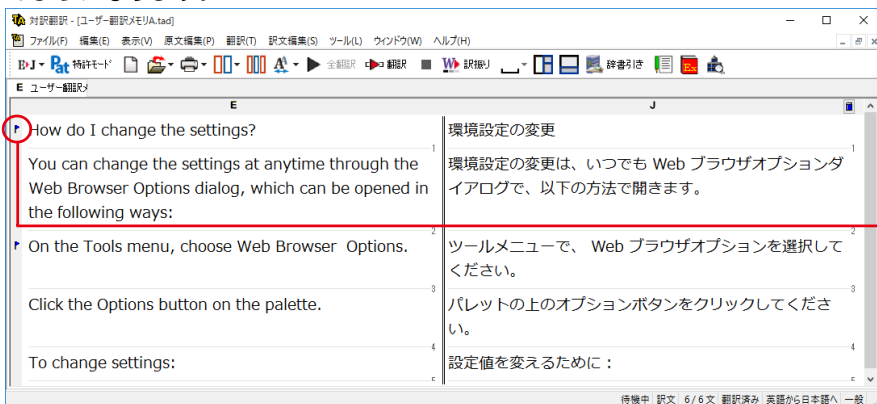 対訳翻訳 - [ユーザー翻訳メモリA.tad]
ファイル(F) 編集(E) 表示(V) 原文編集(P) 翻訳(T) 訳文編集(S) ツール(L) ウインドウ(W) ヘルプ(H)
E▸J Pat 特許モード 全翻訳 翻訳 訳振り 辞書引き Ex
E ユーザー翻訳メ
E J
How do I change the settings?
環境設定の変更
1 1
You can change the settings at anytime through the
Web Browser Options dialog, which can be opened in
the following ways:
環境設定の変更は、いつでも Web ブラウザオプションダ
イアログで、以下の方法で開きます。
2 2
On the Tools menu, choose Web Browser Options.
ツールメニューで、 Web ブラウザオプションを選択して
ください。
3 3
Click the Options button on the palette.
パレットの上のオプションボタンをクリックしてくださ
い。
4 4
To change settings:
設定値を変えるために：
待機中 訳文 6/6文 翻訳済み 英語から日本語へ 一般